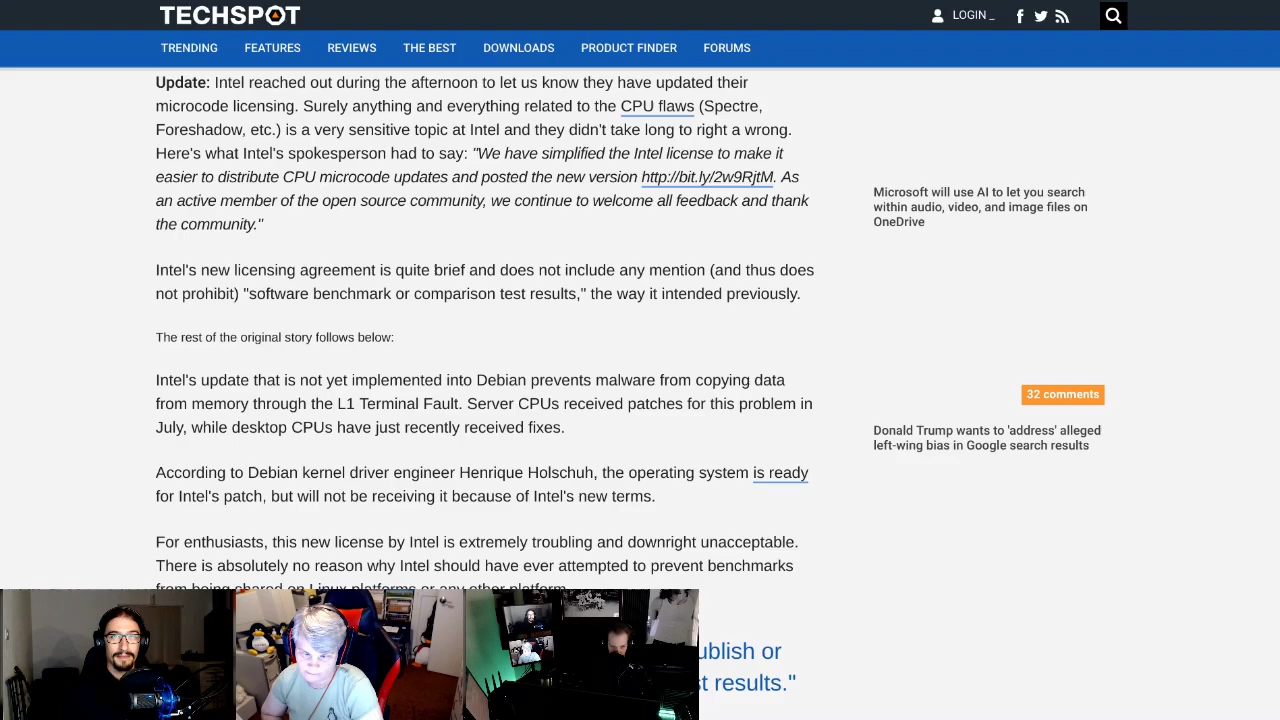 TECHSPOT
LOGIN _
TRENDING FEATURES REVIEWS THE BEST DOWNLOADS PRODUCT FINDER FORUMS
Update: Intel reached out during the afternoon to let us know they have updated their
microcode licensing. Surely anything and everything related to the CPU flaws (Spectre,
Foreshadow, etc.) is a very sensitive topic at Intel and they didn't take long to right a wrong.
Here's what Intel's spokesperson had to say: "We have simplified the Intel license to make it
easier to distribute CPU microcode updates and posted the new version http://bit.ly/2w9RjtM. As
an active member of the open source community, we continue to welcome all feedback and thank
the community."
Intel's new licensing agreement is quite brief and does not include any mention (and thus does
not prohibit) "software benchmark or comparison test results," the way it intended previously.
The rest of the original story follows below:
Intel's update that is not yet implemented into Debian prevents malware from copying data
from memory through the L1 Terminal Fault. Server CPUs received patches for this problem in
July, while desktop CPUs have just recently received fixes.
According to Debian kernel driver engineer Henrique Holschuh, the operating system is ready
for Intel's patch, but will not be receiving it because of Intel's new terms.
For enthusiasts, this new license by Intel is extremely troubling and downright unacceptable.
There is absolutely no reason why Intel should have ever attempted to prevent benchmarks
from being shared on Linux platforms or any other platform.
ublish or
st results."
Microsoft will use AI to let you search
within audio, video, and image files on
OneDrive
32 comments
Donald Trump wants to 'address' alleged
left-wing bias in Google search results